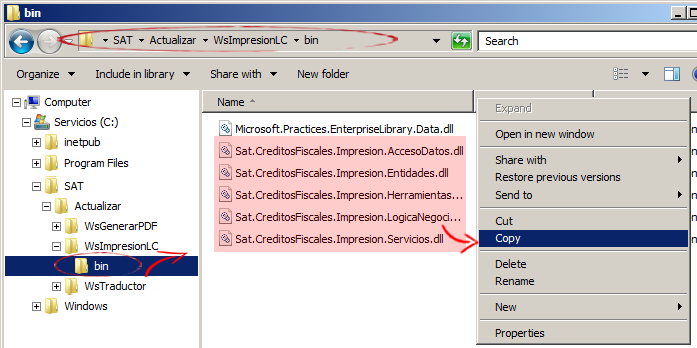 bin
SAT Actualizar WsImpresionLC bin
Search
Organize Include in library Share with New folder
Computer
Servicios (C:)
inetpub
Program Files
SAT
Actualizar
WsGenerarPDF
WsImpresionLC
bin
WsTraductor
Windows
Name
Microsoft.Practices.EnterpriseLibrary.Data.dll
Sat.CreditosFiscales.Impresion.AccesoDatos.dll
Sat.CreditosFiscales.Impresion.Entidades.dll
Sat.CreditosFiscales.Impresion.Herramientas...
Sat.CreditosFiscales.Impresion.LogicaNegoci...
Sat.CreditosFiscales.Impresion.Servicios.dll
Expand
Open in new window
Share with
Restore previous versions
Send to
Cut
Copy
Delete
Rename
New
Properties